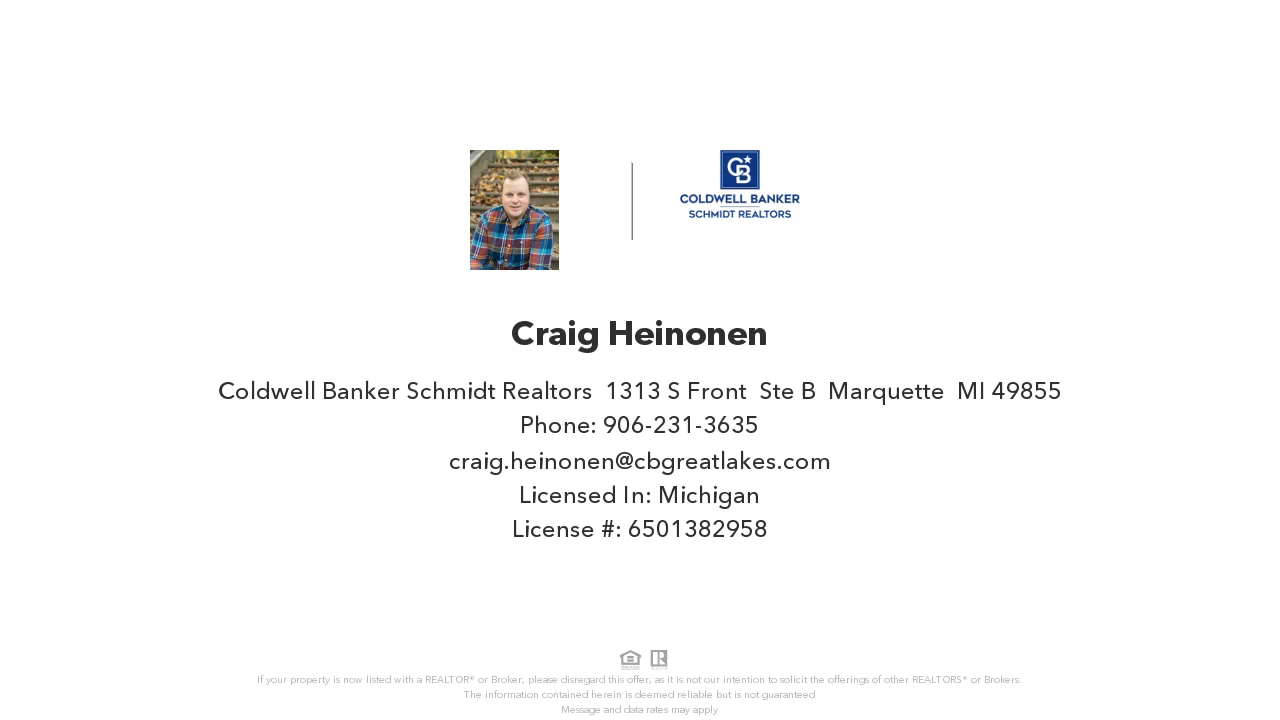 CB
COLDWELL BANKER
SCHMIDT REALTORS
Craig Heinonen
Coldwell Banker Schmidt Realtors 1313 S Front Ste B Marquette MI 49855
Phone: 906-231-3635
craig.heinonen@cbgreatlakes.com
Licensed In: Michigan
License #: 6501382958
If your property is now listed with a REALTOR® or Broker, please disregard this offer, as it is not our intention to solicit the offerings of other REALTORS® or Brokers.
The information contained herein is deemed reliable but is not guaranteed
Message and data rates may apply